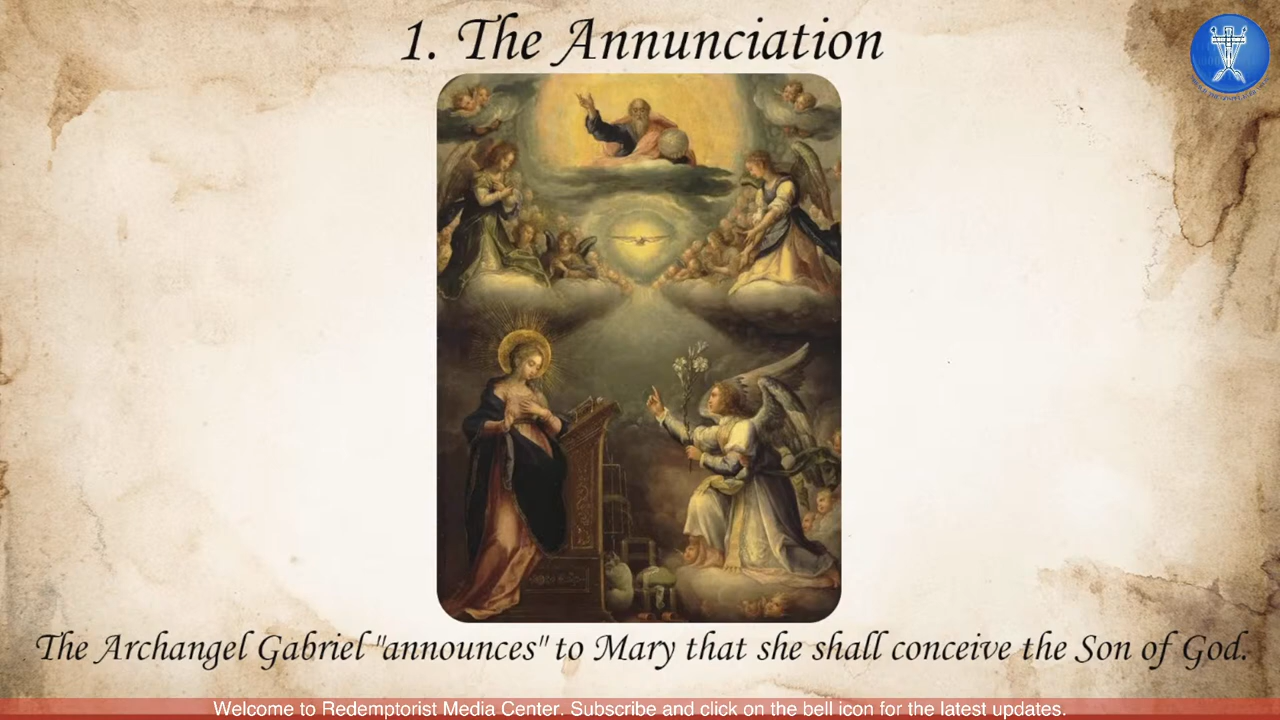 1. The Annunciation
The Archangel Gabriel "announces" to Mary that she shall conceive the Son of God.
Welcome to Redemptorist Media Center. Subscribe and click on the bell icon for the latest updates.